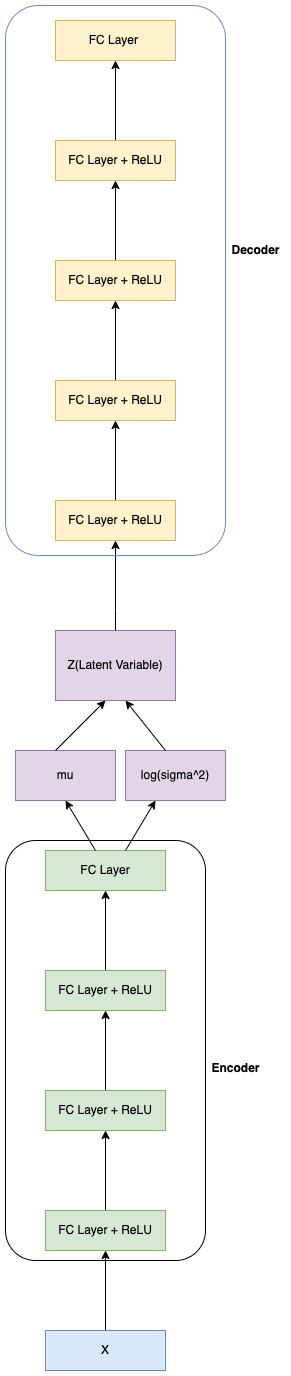 FC Layer
FC Layer + ReLU
FC Layer + ReLU
Decoder
FC Layer + ReLU
FC Layer + ReLU
Z(Latent Variable)
mu
log(sigma^2)
FC Layer
FC Layer + ReLU
Encoder
FC Layer + ReLU
FC Layer + ReLU
X